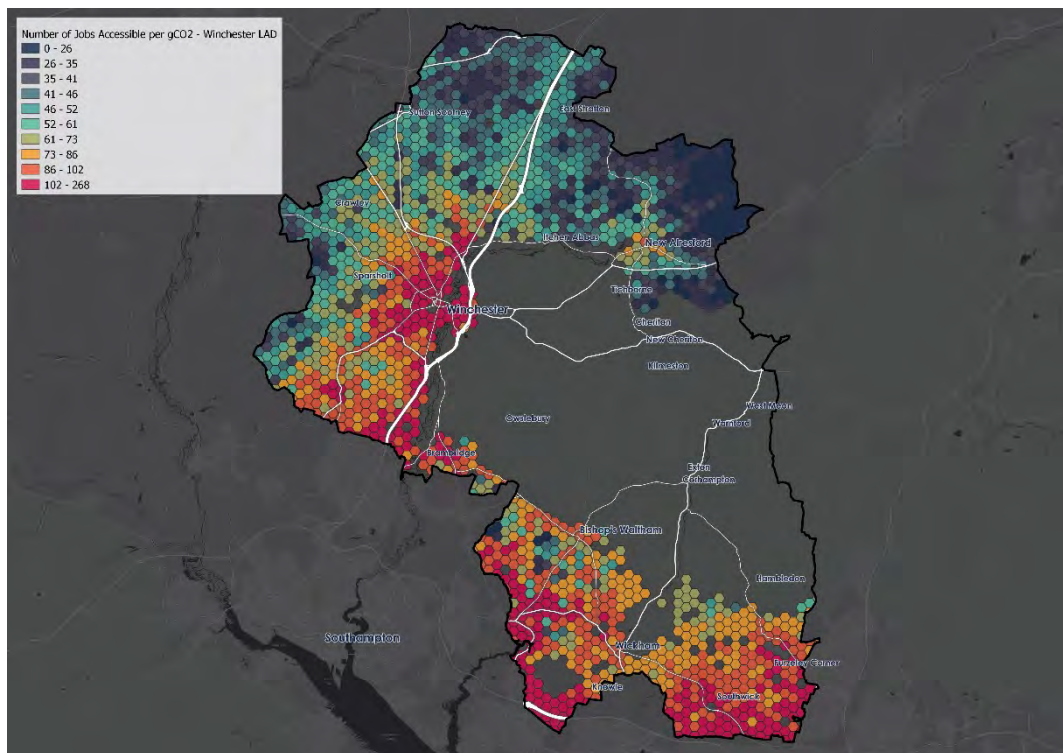 Number of Jobs Accessible per gCO2 - Winchester LAD
0 - 26
26 - 35
35 - 41
41 - 46
46 - 52
52 - 61
61 - 73
73 - 86
86 - 102
102 - 268
East Stratton
Sutton Scotney
Crawley
Itchen Abbas
New Alresford
Sparsholt
Tichborne
Winchester
Cheriton
New Cheriton
Kilmeston
West Meon
Owslebury
Warnford
Brambridge
Exton
Corhampton
Bishop's Waltham
Hambledon
Southampton
Wickham
Furzeley Corner
Knowle
Southwick